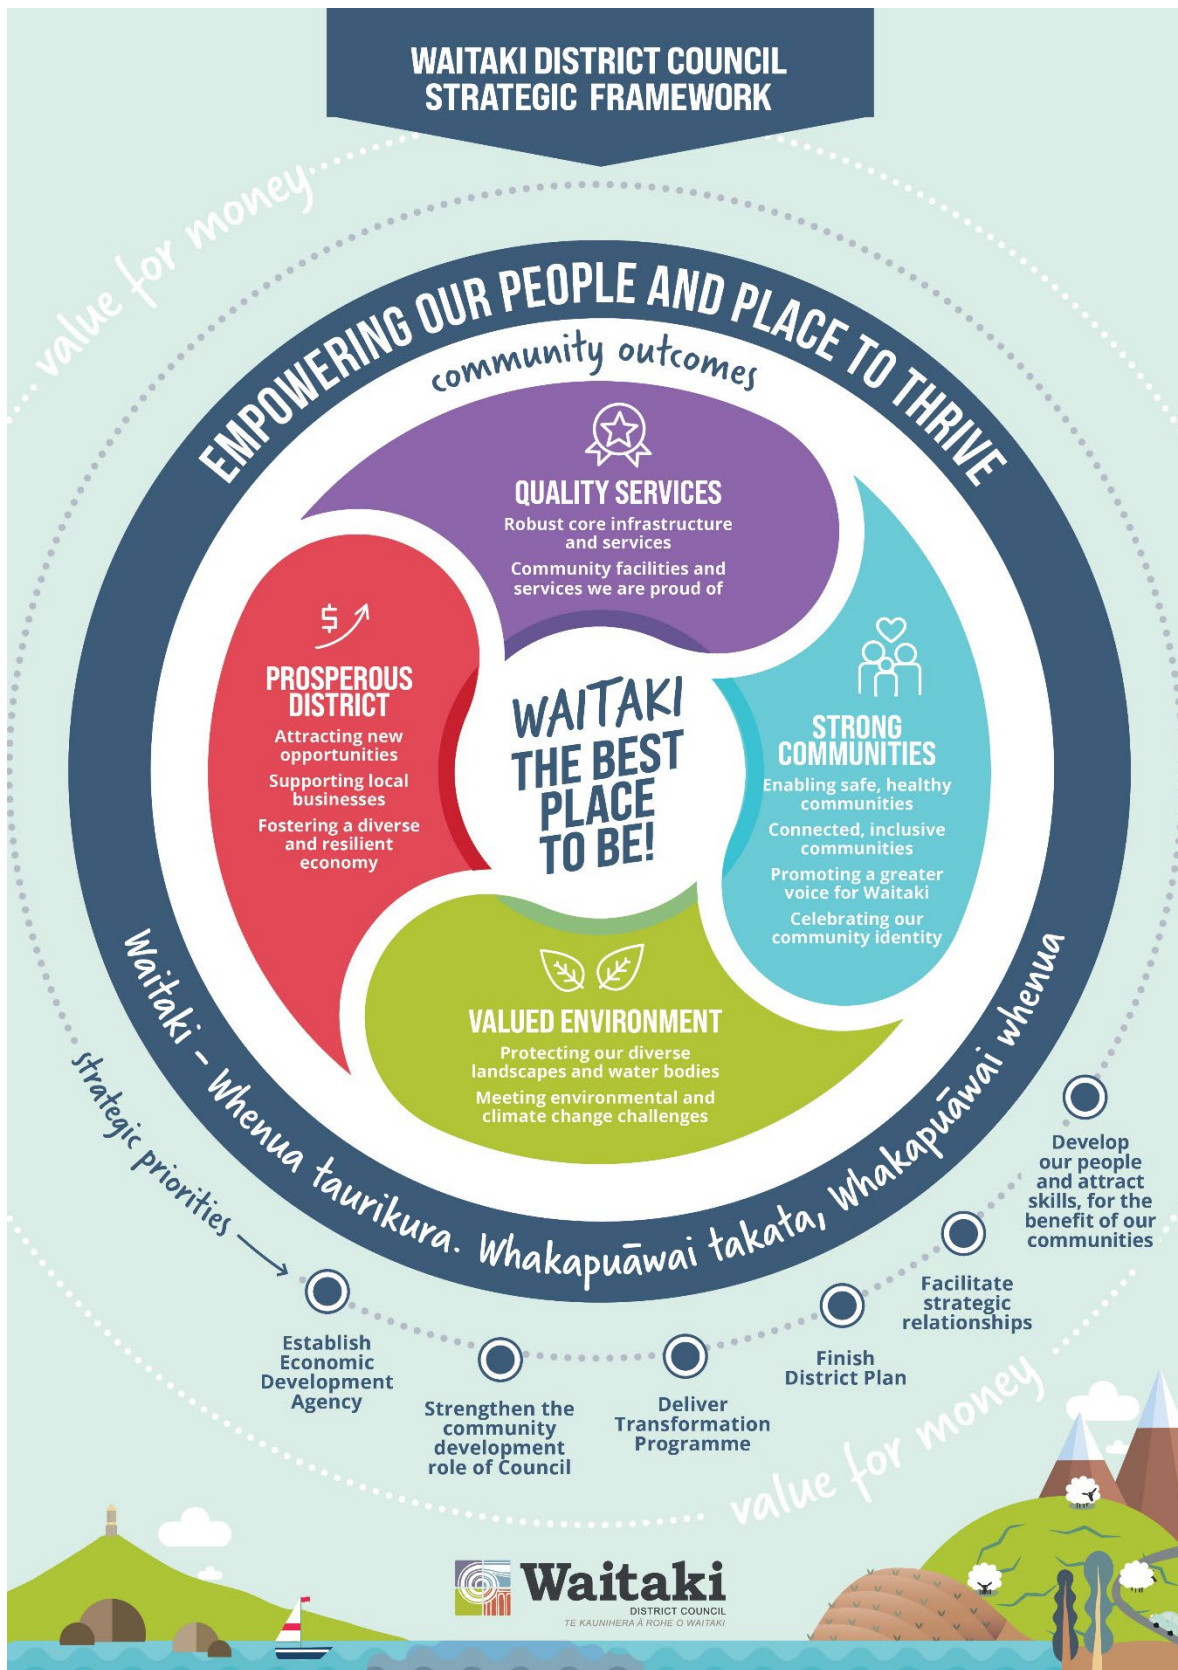 WAITAKI DISTRICT COUNCIL
STRATEGIC FRAMEWORK
value for money
EMPOWERING OUR PEOPLE AND PLACE TO THRIVE
community outcomes
QUALITY SERVICES
Robust core infrastructure
and services
Community facilities and
services we are proud of
PROSPEROUS
DISTRICT
Attracting new
opportunities
Supporting local
businesses
Fostering a diverse
and resilient
economy
WAITAKI
THE BEST
PLACE
TO BE!
STRONG
COMMUNITIES
Enabling safe, healthy
communities
Connected, inclusive
communities
Promoting a greater
voice for Waitaki
Celebrating our
community identity
VALUED ENVIRONMENT
Protecting our diverse
landscapes and water bodies
Meeting environmental and
climate change challenges
Waitaki - Whenua taurikura. Whakapuāwai takata, Whakapuāwai whenua
strategic priorities
Establish
Economic
Development
Agency
Strengthen the
community
development
role of Council
Deliver
Transformation
Programme
Finish
District Plan
Facilitate
strategic
relationships
Develop
our people
and attract
skills, for the
benefit of our
communities
value for money
Waitaki
DISTRICT COUNCIL
TE KAUNIHERA Ā ROHE O WAITAKI